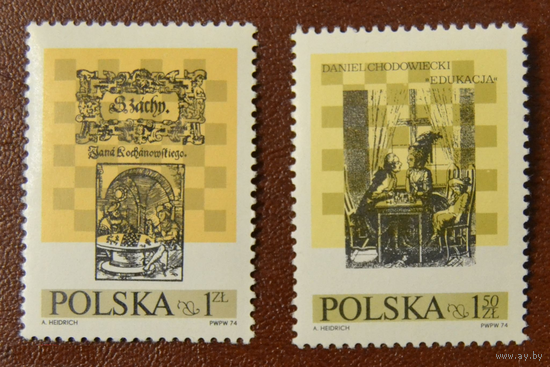 Szachy.
Jana Kochanowskiego.
POLSKA 1 ZŁ
A. HEIDRICH PWPW 74
DANIEL CHODOWIECKI
"EDUKACJA"
POLSKA 1 50 ZŁ
A. HEIDRICH PWPW 74
https://www.ay.by